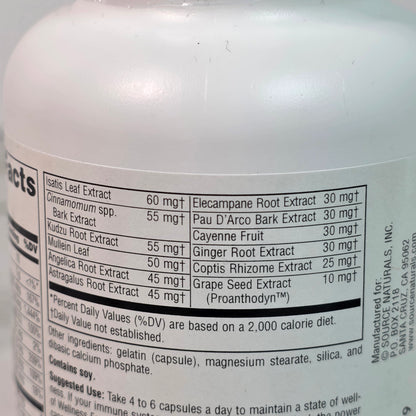 Facts
%DV
Isatis Leaf Extract 60 mg†
Cinnamomum spp.
Bark Extract 55 mg†
Kudzu Root Extract 55 mg†
Mullein Leaf 50 mg†
Angelica Root Extract 45 mg†
Astragalus Root Extract 45 mg†
Elecampane Root Extract 30 mg†
Pau D'Arco Bark Extract 30 mg†
Cayenne Fruit 30 mg†
Ginger Root Extract 30 mg†
Coptis Rhizome Extract 25 mg†
Grape Seed Extract 10 mg†
(Proanthodyn™)
*Percent Daily Values (%DV) are based on a 2,000 calorie diet.
†Daily Value not established.
Other ingredients: gelatin (capsule), magnesium stearate, silica, and
dibasic calcium phosphate.
Contains soy.
Suggested Use: Take 4 to 6 capsules a day to maintain a state of well-
Manufactured for:
© SOURCE NATURALS, INC.
P.O. BOX 2118
SANTA CRUZ, CA 95062